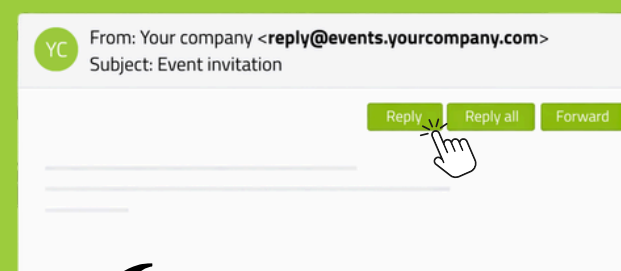 YC
From: Your company <reply@events.yourcompany.com>
Subject: Event invitation
Reply Reply all Forward